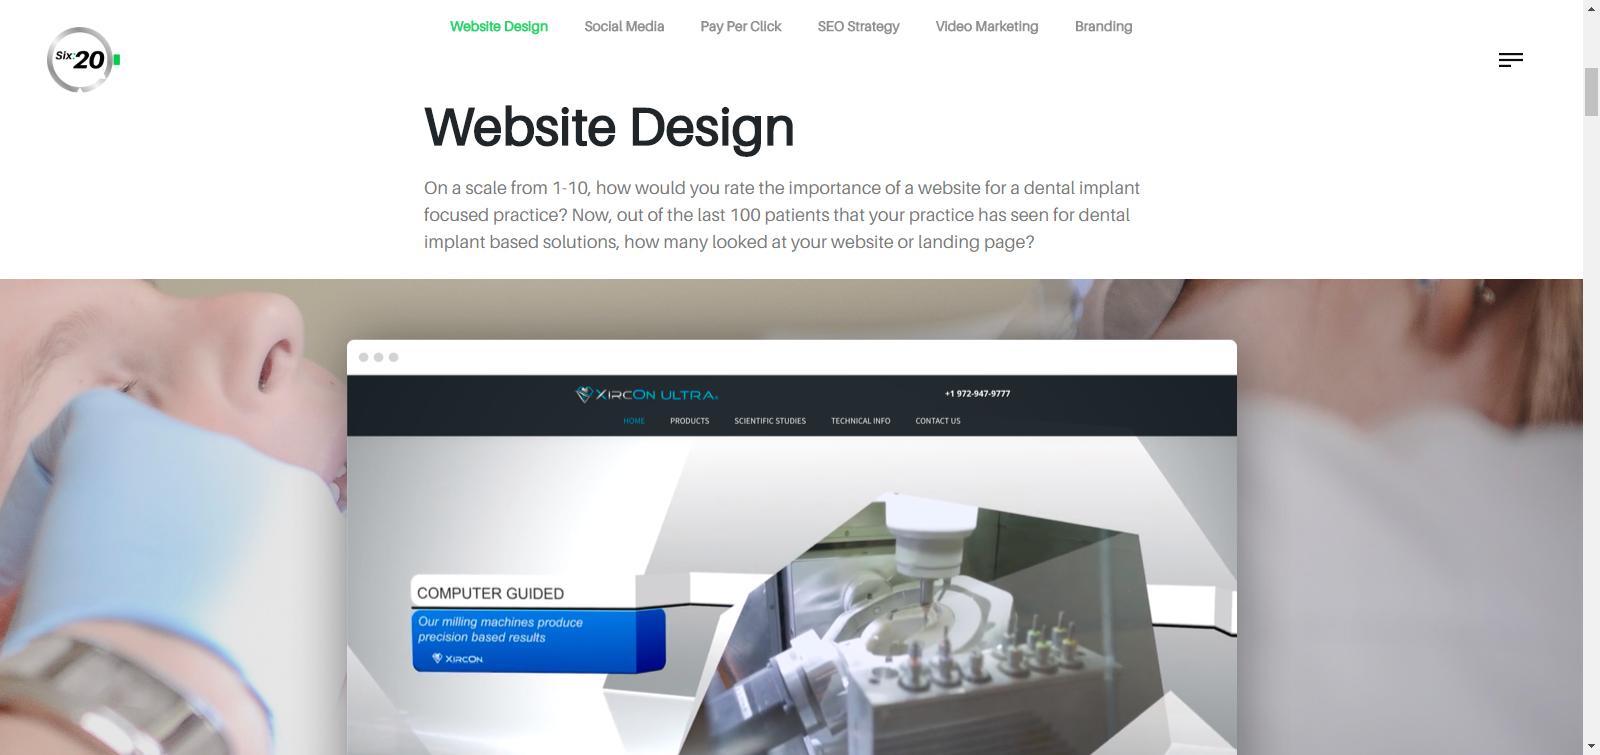 Website Design Social Media Pay Per Click SEO Strategy Video Marketing Branding
Six:20
Website Design
On a scale from 1-10, how would you rate the importance of a website for a dental implant
focused practice? Now, out of the last 100 patients that your practice has seen for dental
implant based solutions, how many looked at your website or landing page?
XIRCON ULTRA
+1 972-947-9777
HOME PRODUCTS SCIENTIFIC STUDIES TECHNICAL INFO CONTACT US
COMPUTER GUIDED
Our milling machines produce
precision based results
XIRCON